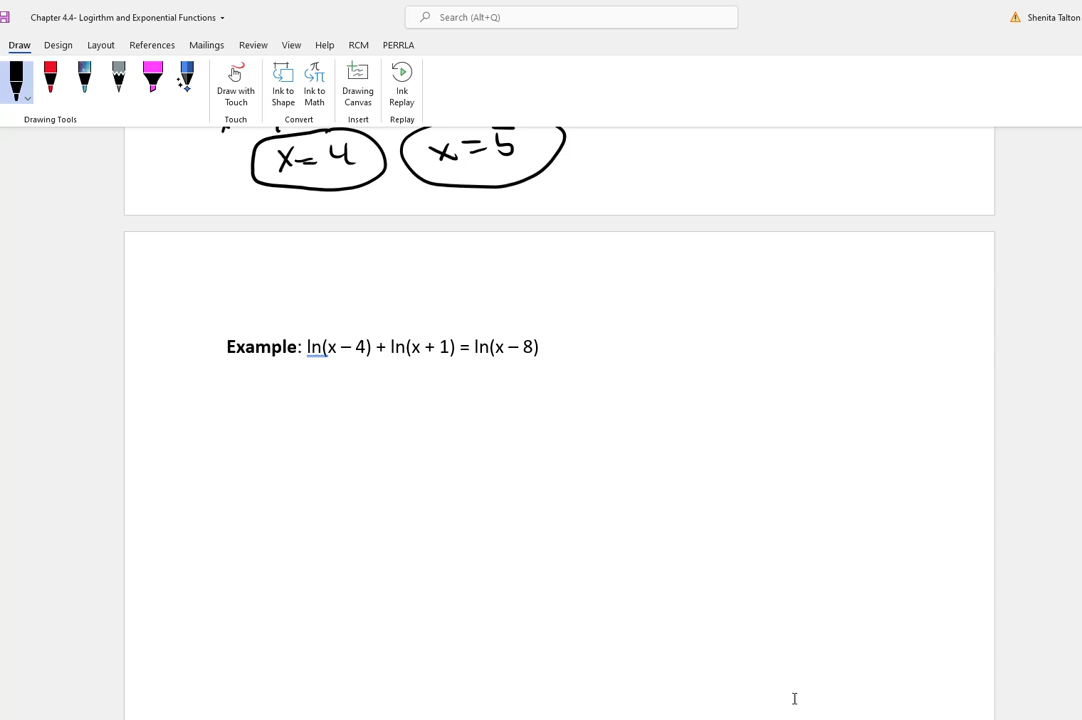 Chapter 4.4- Logirthm and Exponential Functions
Search (Alt+Q)
Shenita Talton
Draw Design Layout References Mailings Review View Help RCM PERRLA
Draw with Touch
Ink to Shape
Ink to Math
Drawing Canvas
Ink Replay
Drawing Tools Touch Convert Insert Replay
x = 4 x = 5
Example: ln(x – 4) + ln(x + 1) = ln(x – 8)